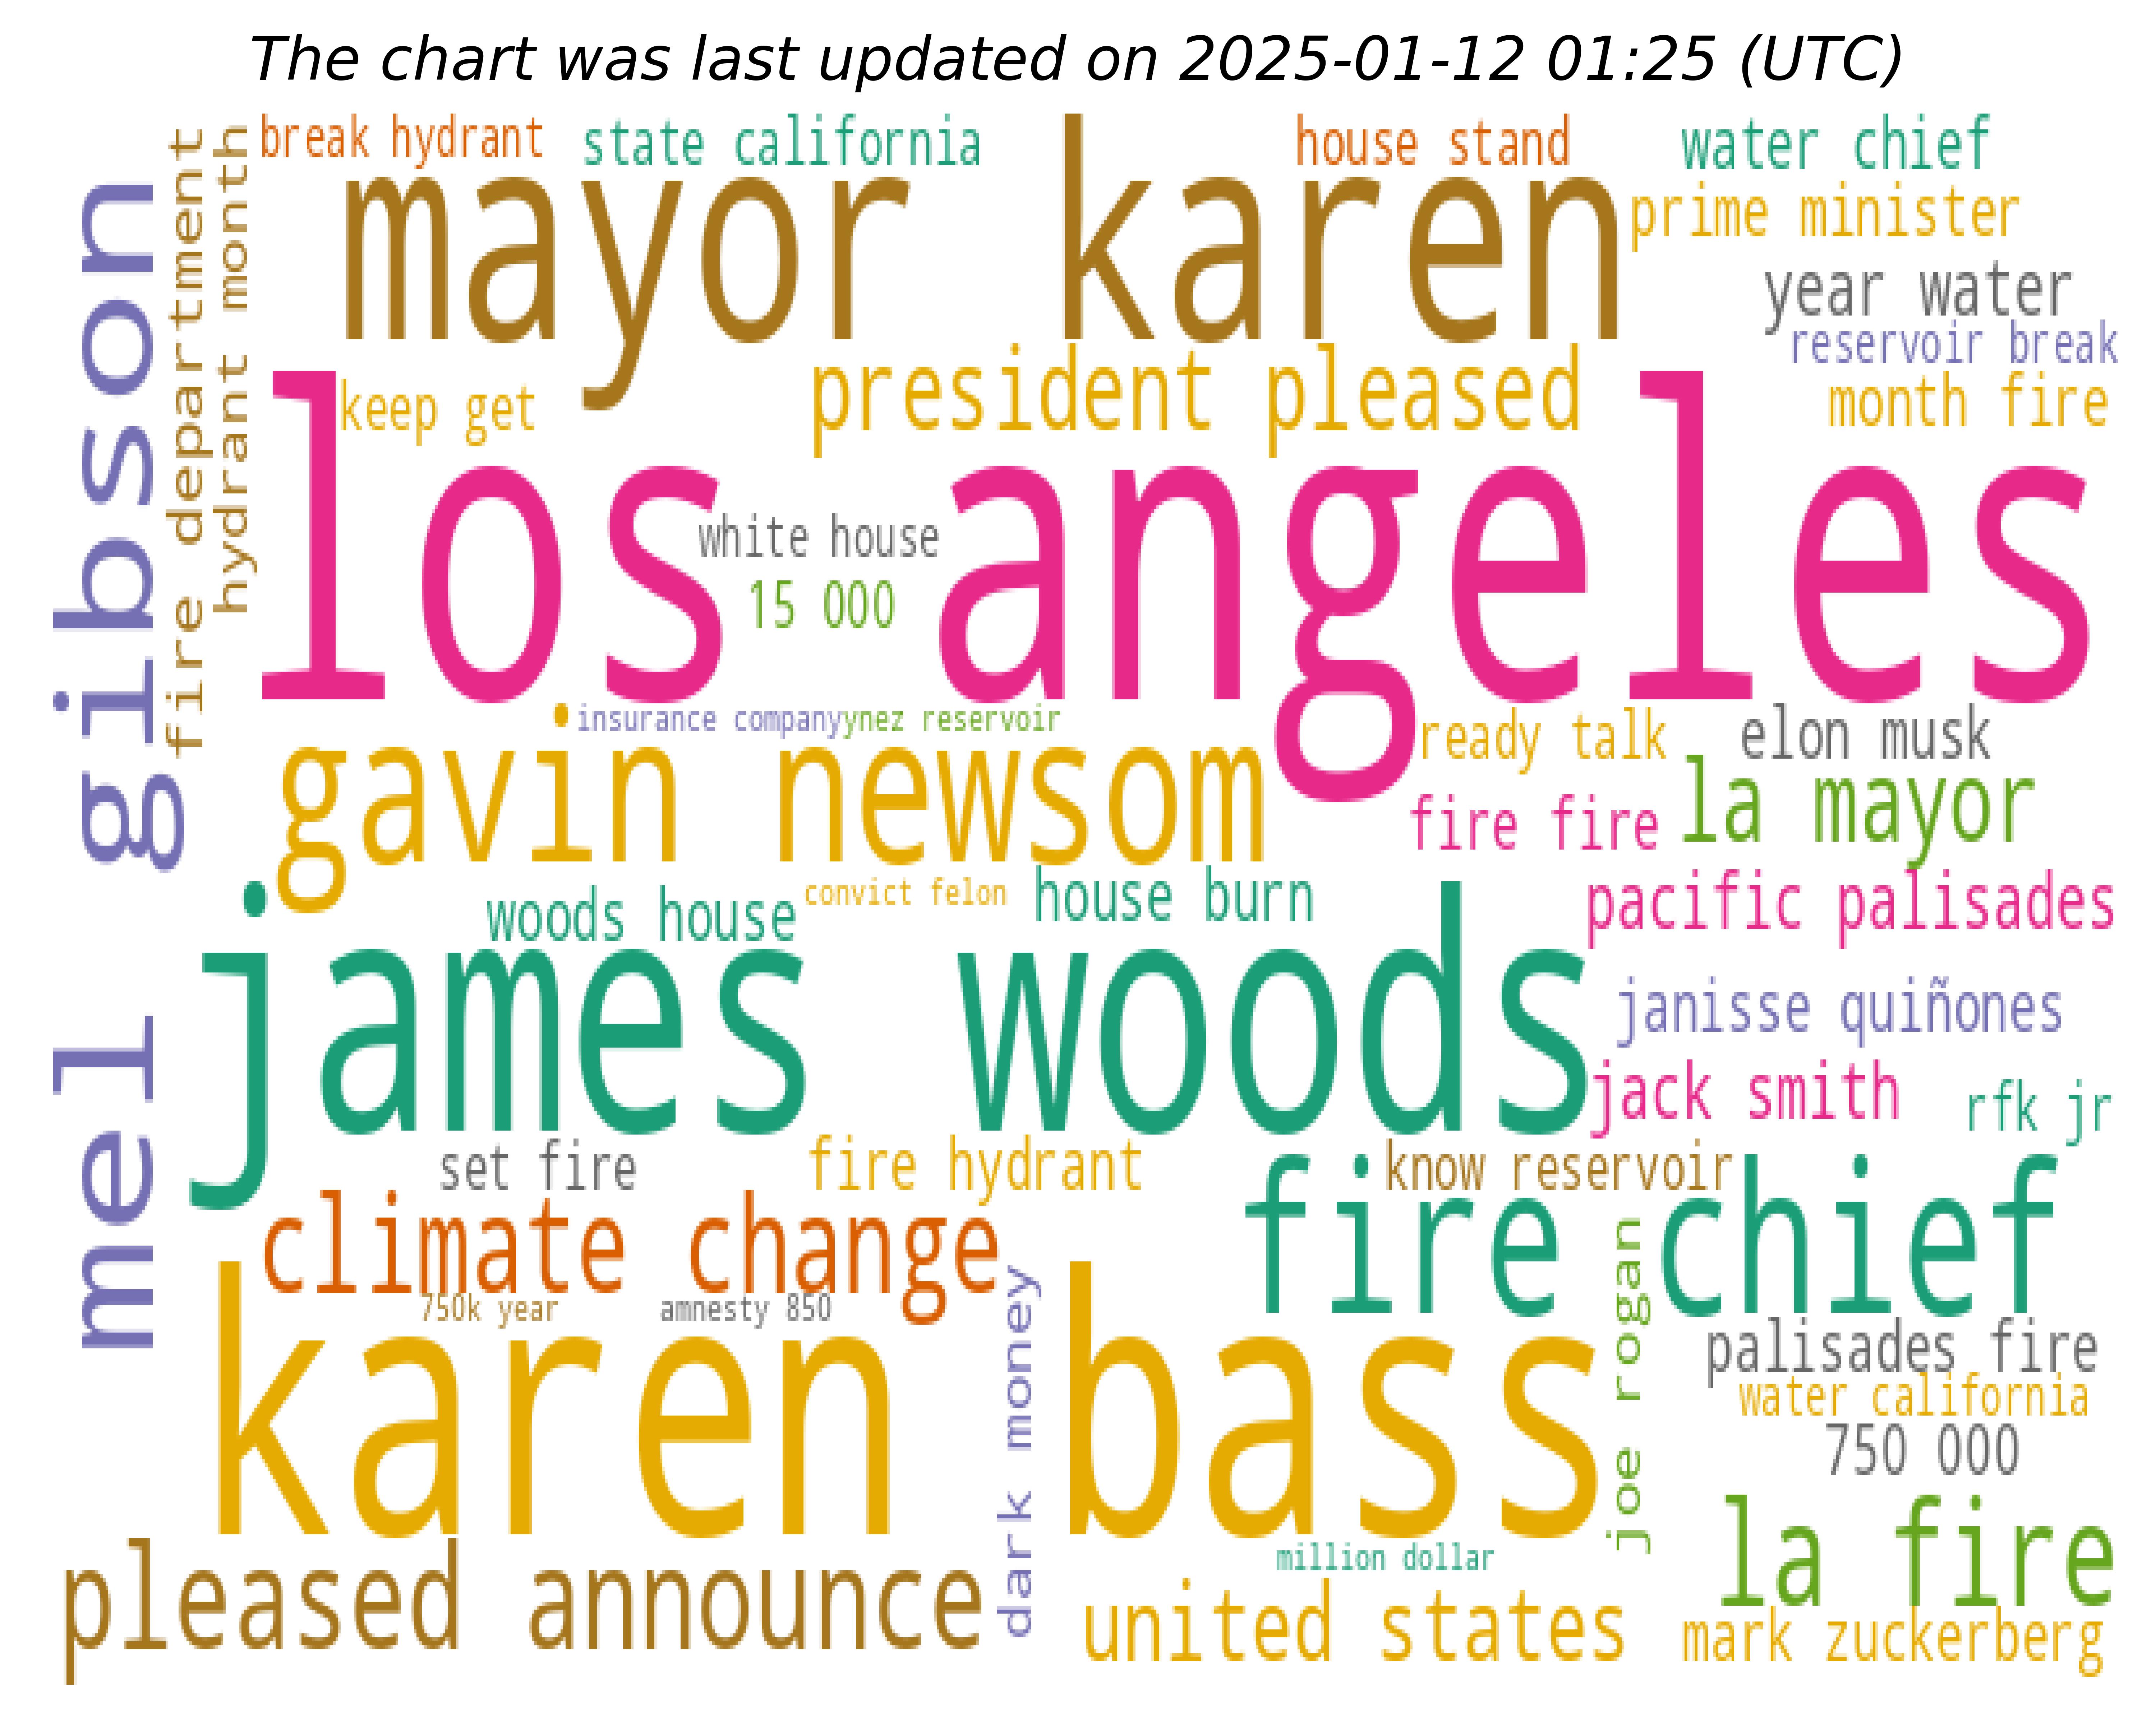 The chart was last updated on 2025-01-12 01:25 (UTC)
break hydrant
state california
house stand
water chief
mayor karen
prime minister
year water
reservoir break
month fire
mel gibson
fire department
hydrant month
keep get
president pleased
los angeles
white house
15 000
insurance company
ynez reservoir
ready talk
elon musk
gavin newsom
fire fire
la mayor
woods house
convict felon
house burn
pacific palisades
james woods
janisse quiñones
jack smith
rfk jr
set fire
fire hydrant
know reservoir
climate change
fire chief
750k year
amnesty 850
dark money
joe rogan
karen bass
palisades fire
water california
750 000
million dollar
la fire
pleased announce
united states
mark zuckerberg